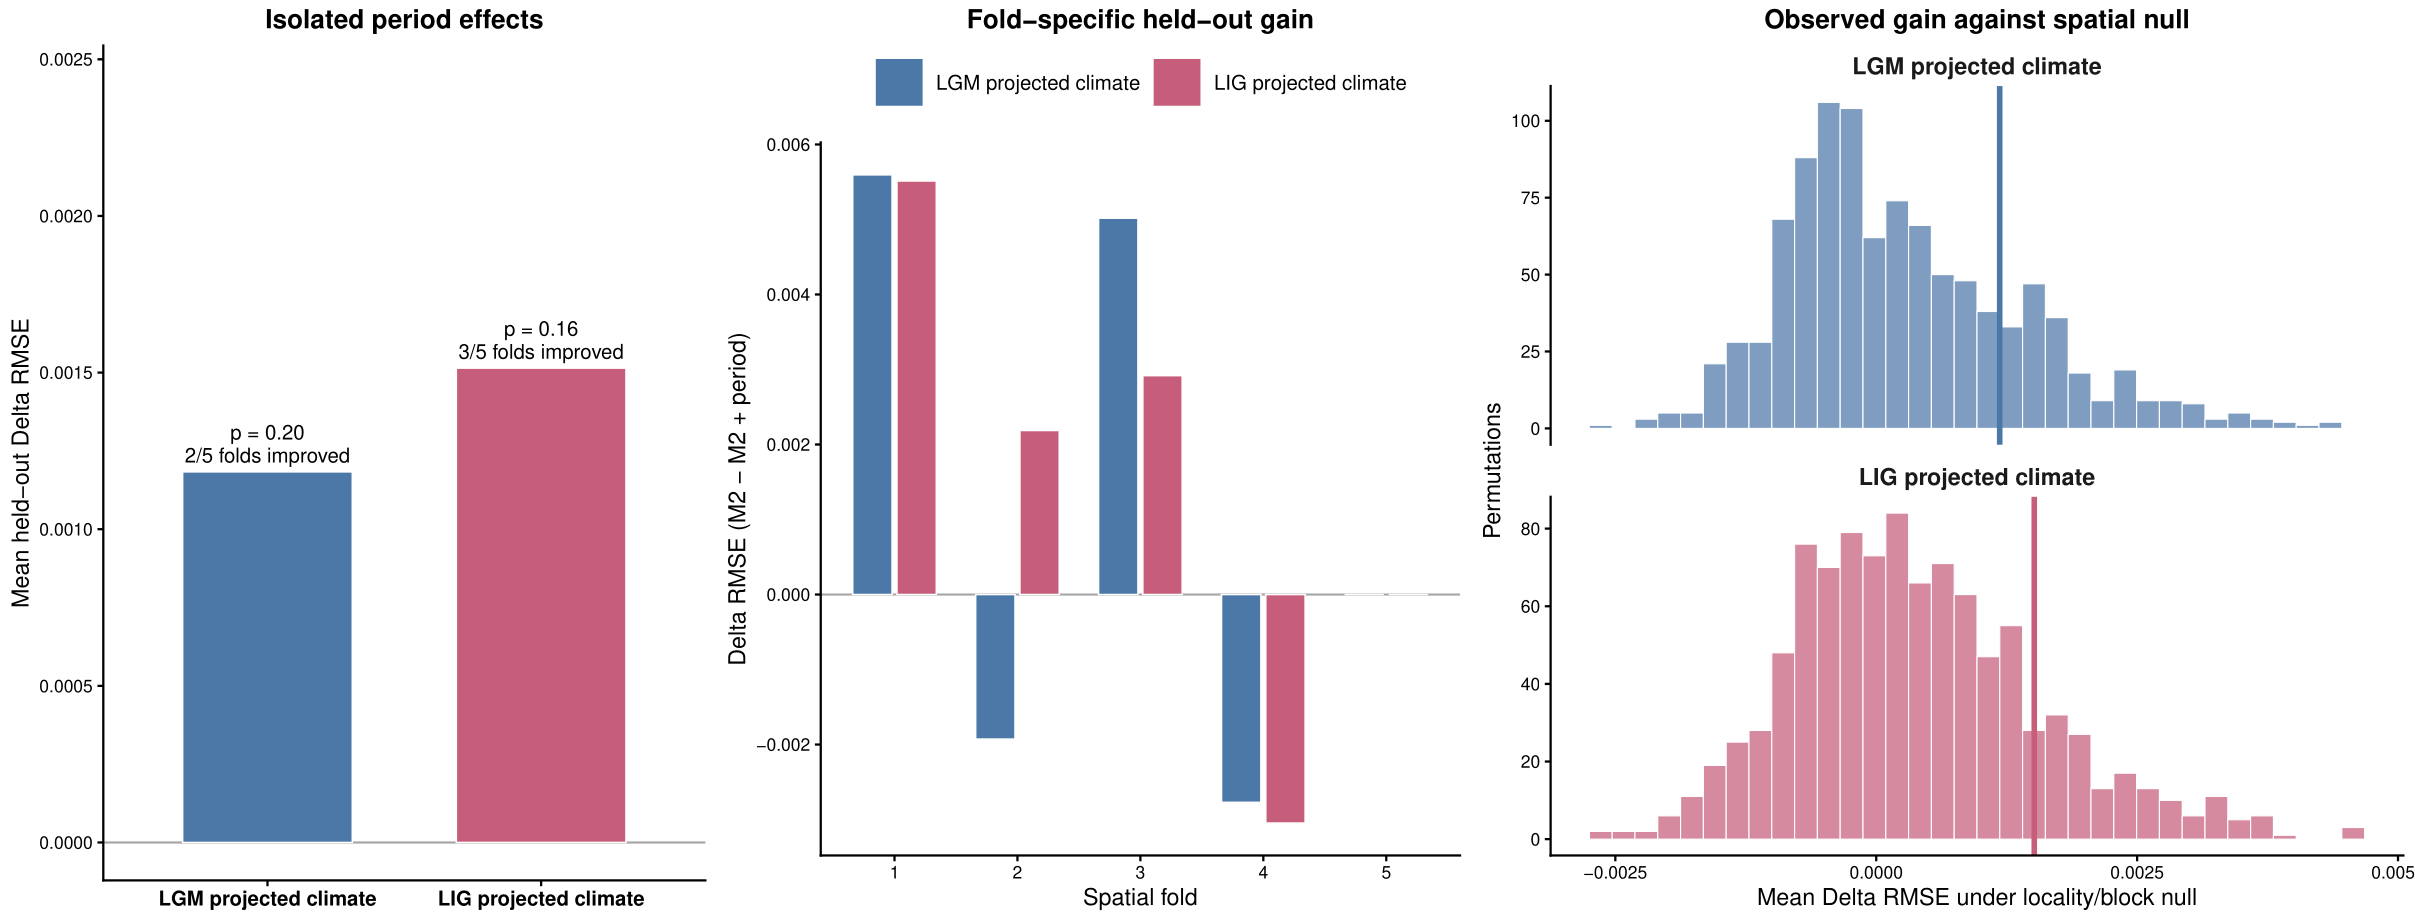 Isolated period effects
Mean held−out Delta RMSE
0.0025
0.0020
0.0015
0.0010
0.0005
0.0000
p = 0.20
2/5 folds improved
p = 0.16
3/5 folds improved
LGM projected climate
LIG projected climate
Fold−specific held−out gain
LGM projected climate
LIG projected climate
Delta RMSE (M2 − M2 + period)
0.006
0.004
0.002
0.000
−0.002
1
2
3
4
5
Spatial fold
Observed gain against spatial null
LGM projected climate
Permutations
100
75
50
25
0
LIG projected climate
80
60
40
20
0
−0.0025
0.0000
0.0025
0.005
Mean Delta RMSE under locality/block null